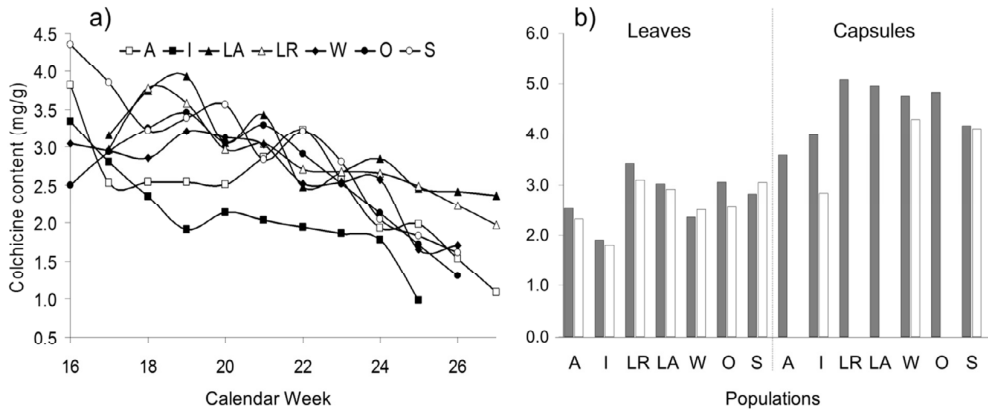 a)
A I LA LR W O S
Colchicine content (mg/g)
5.0
4.5
4.0
3.5
3.0
2.5
2.0
1.5
1.0
0.5
16 18 20 22 24 26
Calendar Week
b)
Leaves Capsules
6.0
5.0
4.0
3.0
2.0
1.0
0.0
A I LR LA W O S A I LR LA W O S
Populations